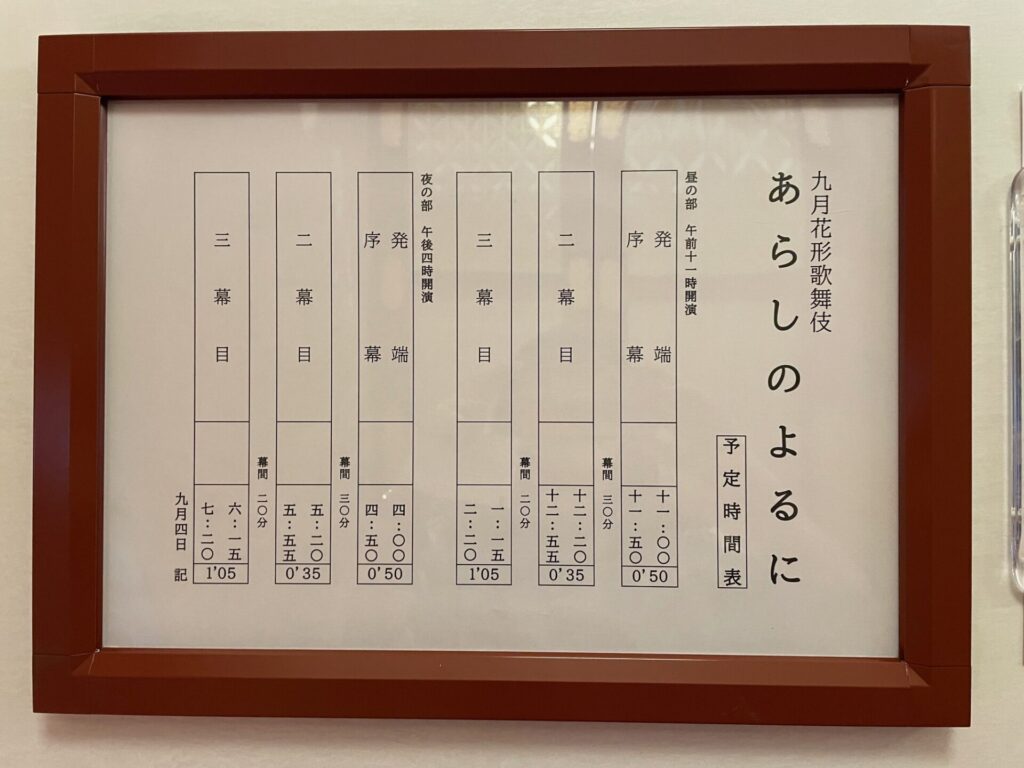 九月花形歌舞伎
あらしのよるに
予定時間表
昼の部 午前十一時開演
発端
序幕
十一:〇〇
十一:五〇
0'50
幕間 三〇分
二幕目
十二:二〇
十二:五五
0'35
幕間 二〇分
三幕目
一:一五
二:二〇
1'05
夜の部 午後四時開演
発端
序幕
四:〇〇
四:五〇
0'50
幕間 三〇分
二幕目
五:二〇
五:五五
0'35
幕間 二〇分
三幕目
六:一五
七:二〇
1'05
九月四日 記